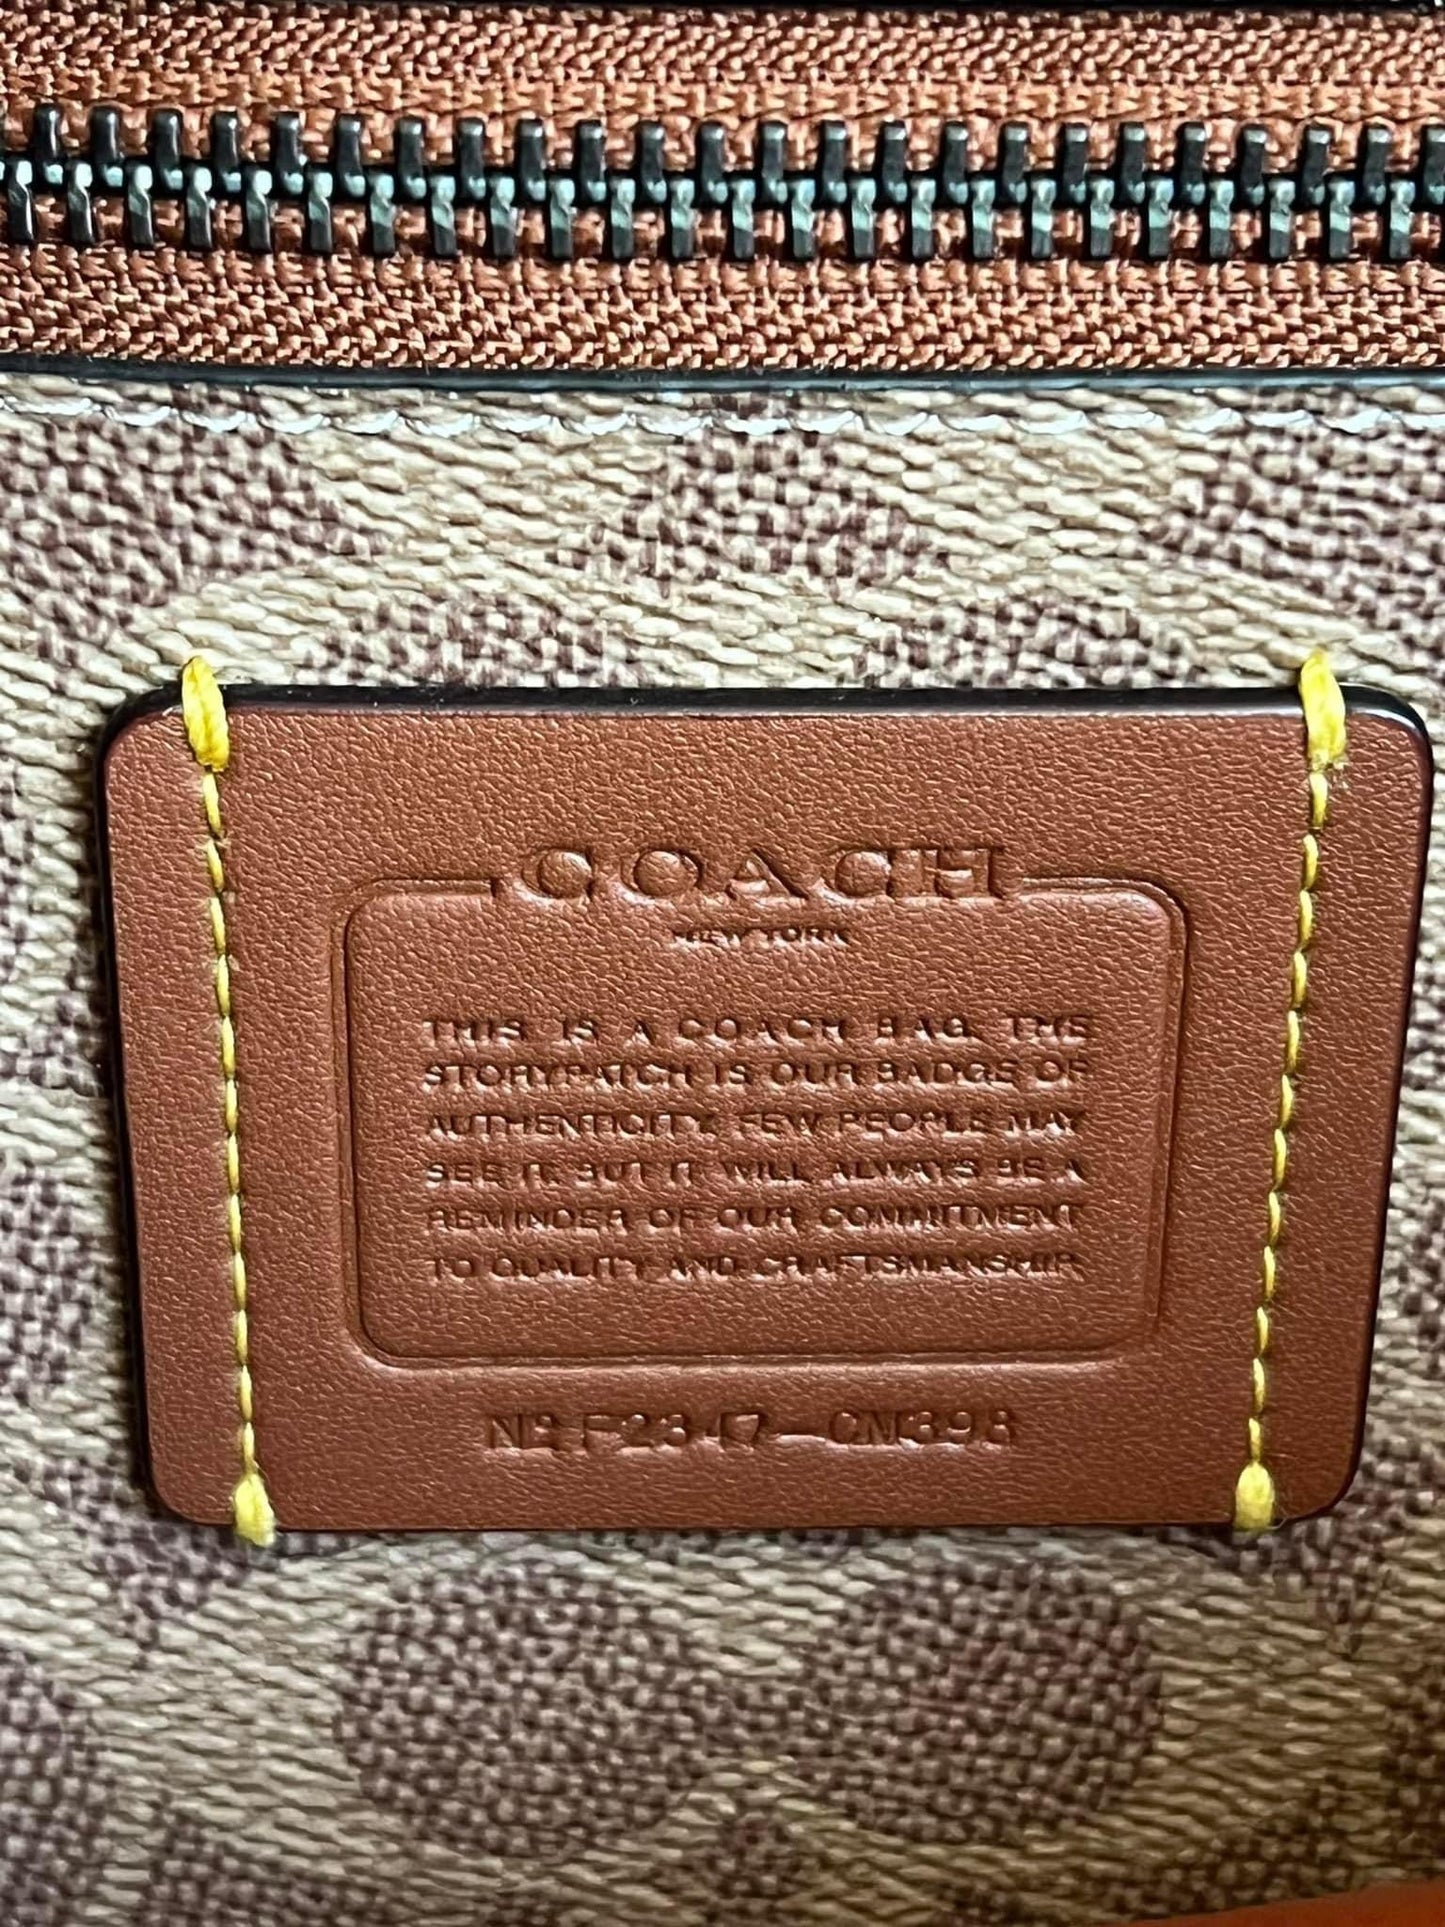 COACH
NEW YORK
THIS IS A COACH BAG. THE
STORYPATCH IS OUR BADGE OF
AUTHENTICITY. FEW PEOPLE MAY
SEE IT. BUT IT WILL ALWAYS BE A
REMINDER OF OUR COMMITMENT
TO QUALITY AND CRAFTSMANSHIP.
Nº F2347-CM398